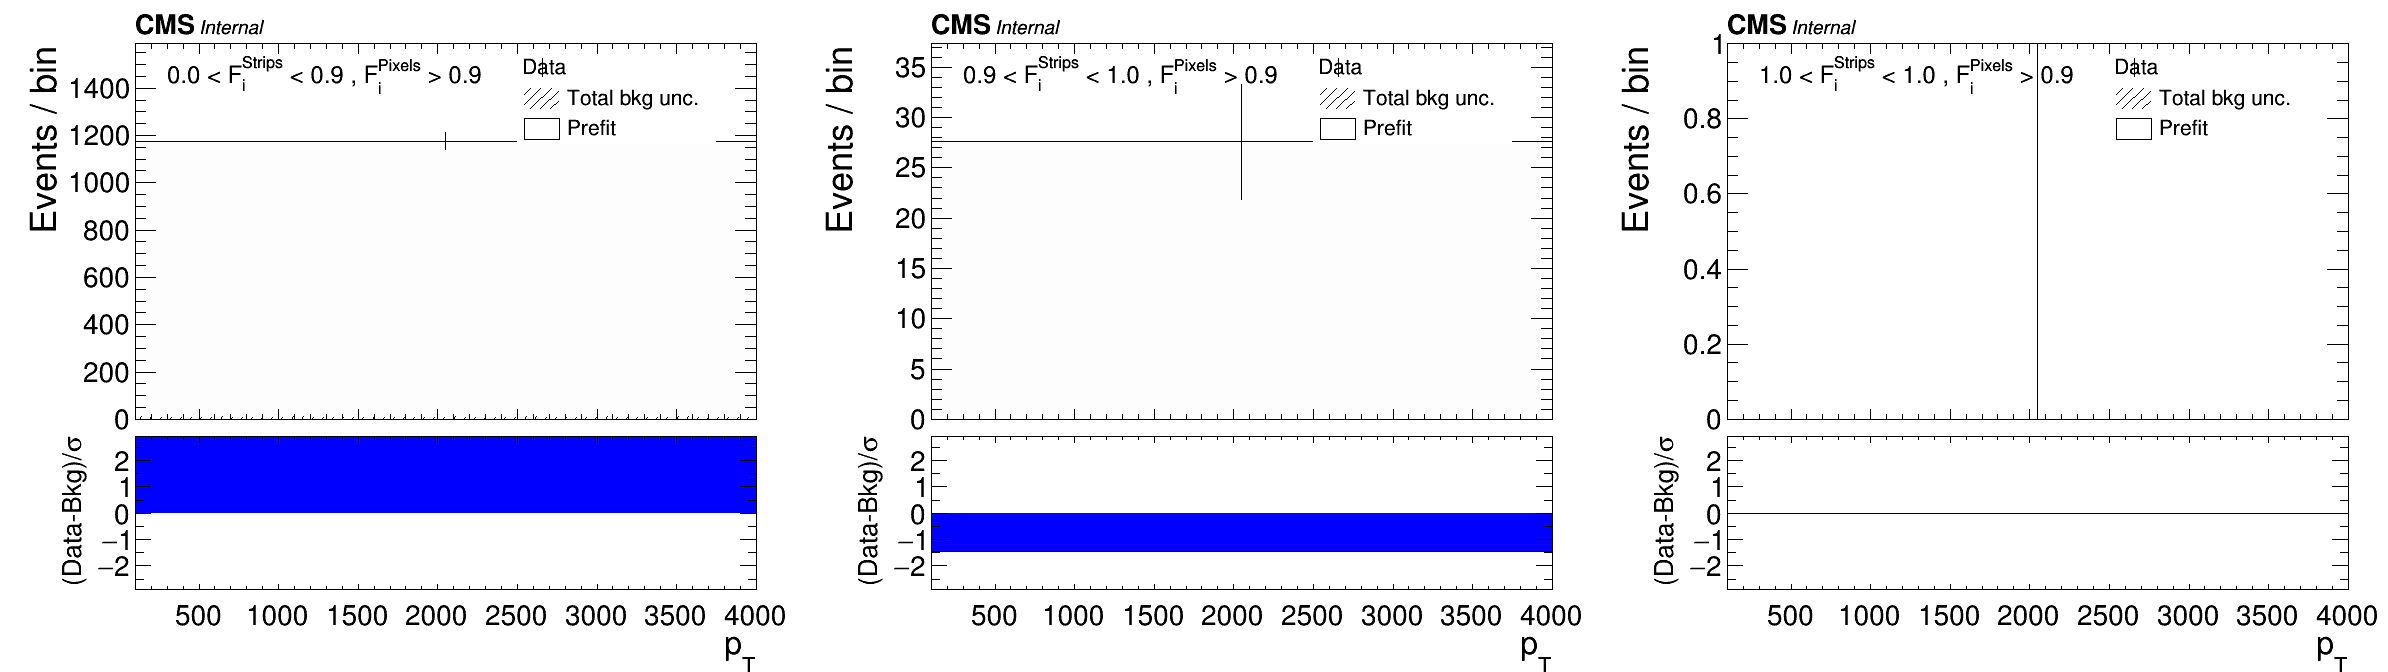 CMS Internal
Events / bin
0.0 < F_i^Strips < 0.9 , F_i^Pixels > 0.9
Data
Total bkg unc.
Prefit
1400
1200
1000
800
600
400
200
0
(Data-Bkg)/σ
2
1
0
−1
−2
500 1000 1500 2000 2500 3000 3500 4000
p_T
CMS Internal
Events / bin
0.9 < F_i^Strips < 1.0 , F_i^Pixels > 0.9
Data
Total bkg unc.
Prefit
35
30
25
20
15
10
5
0
(Data-Bkg)/σ
2
1
0
−1
−2
500 1000 1500 2000 2500 3000 3500 4000
p_T
CMS Internal
Events / bin
1.0 < F_i^Strips < 1.0 , F_i^Pixels > 0.9
Data
Total bkg unc.
Prefit
1
0.8
0.6
0.4
0.2
0
(Data-Bkg)/σ
2
1
0
−1
−2
500 1000 1500 2000 2500 3000 3500 4000
p_T